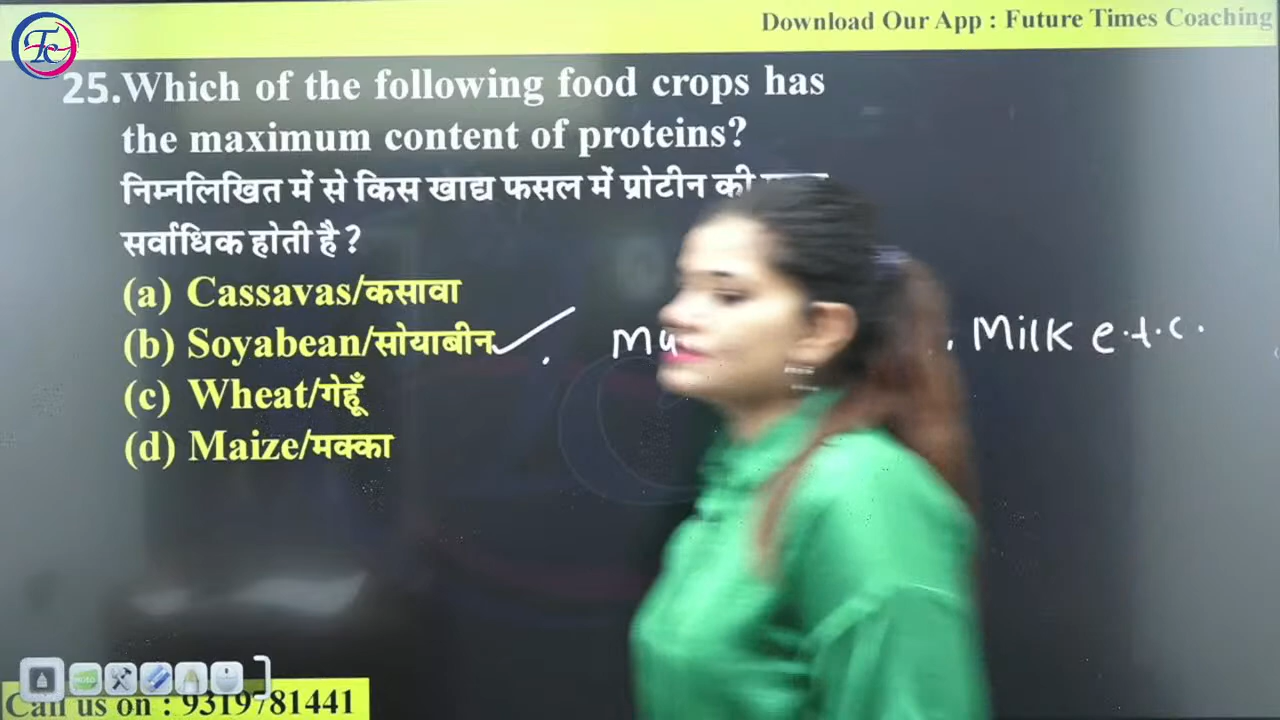 Download Our App : Future Times Coaching
Tc
25.Which of the following food crops has
the maximum content of proteins?
निम्नलिखित में से किस खाद्य फसल में प्रोटीन की
सर्वाधिक होती है ?
(a) Cassavas/कसावा
(b) Soyabean/सोयाबीन
. Milk e.t.c.
(c) Wheat/गेहूँ
(d) Maize/मक्का
Call us on : 9319781441